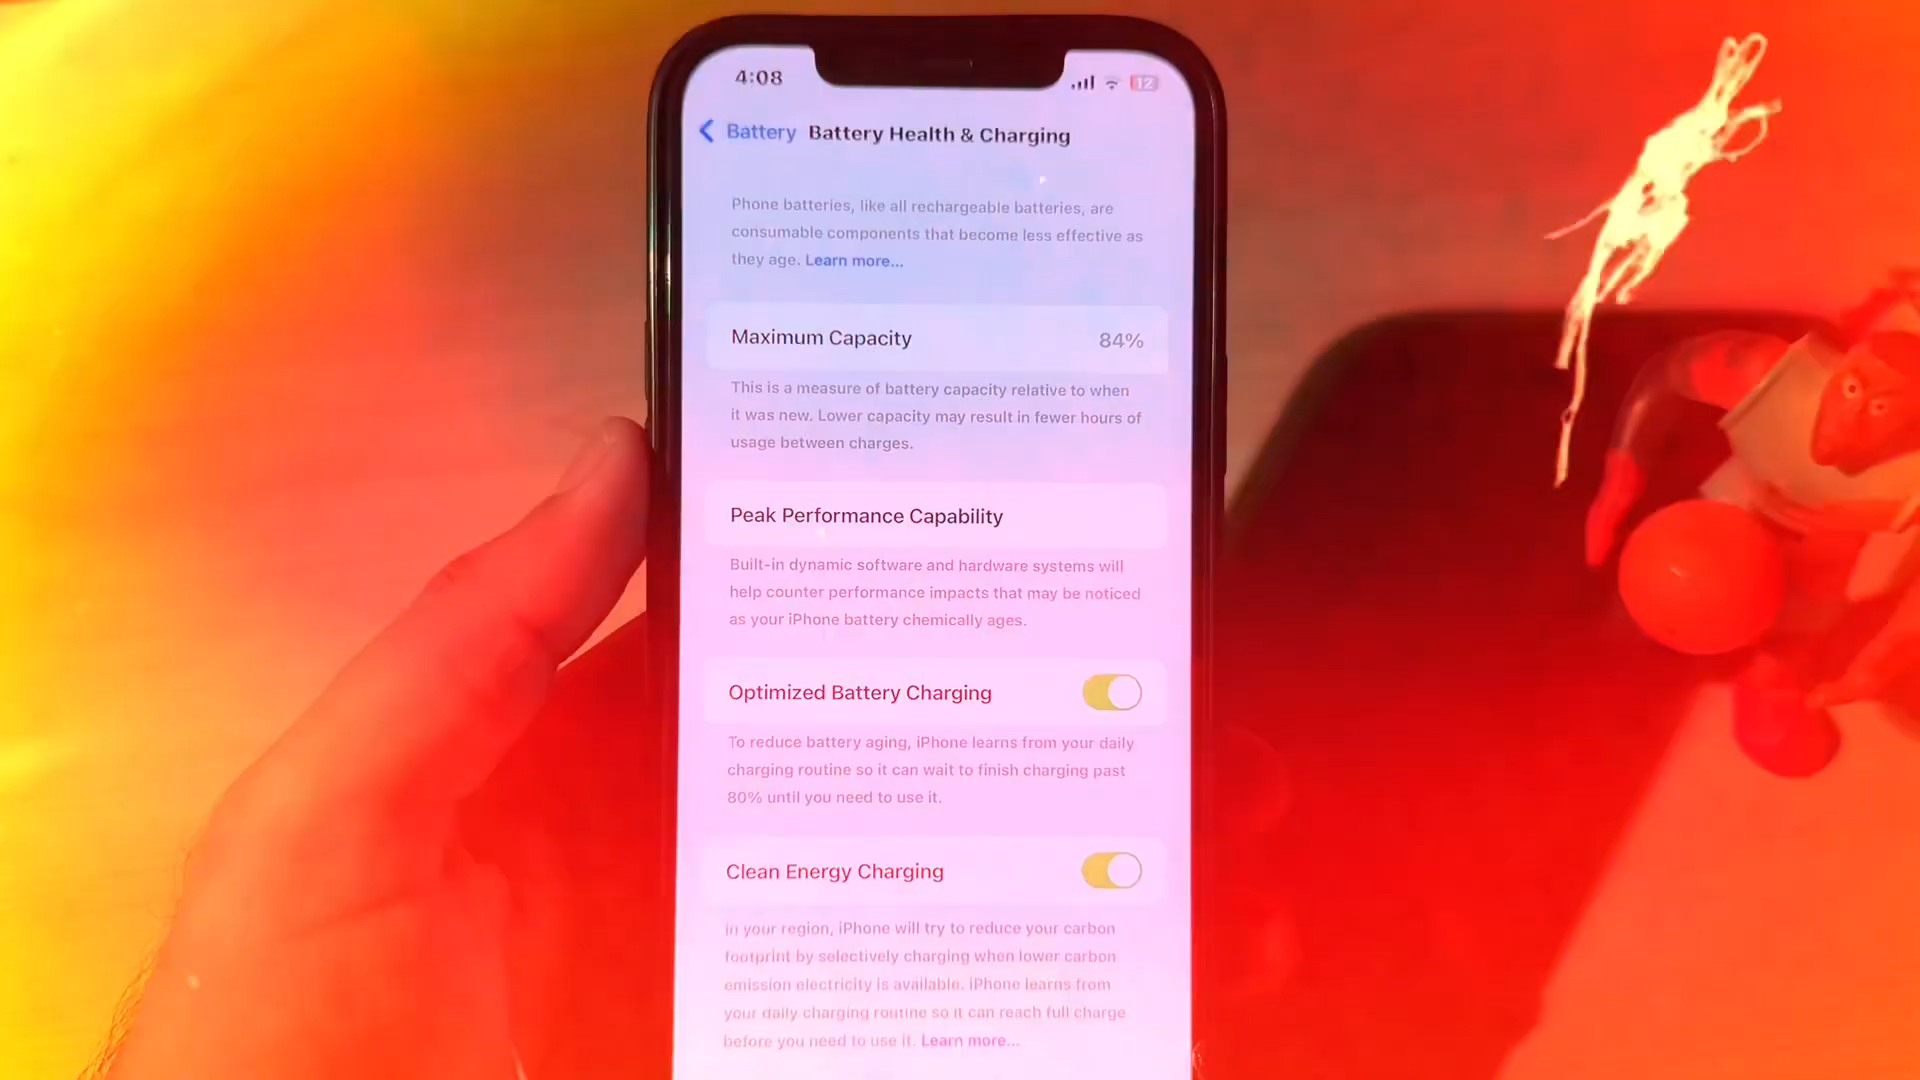 4:08
12
Battery Battery Health & Charging
Phone batteries, like all rechargeable batteries, are
consumable components that become less effective as
they age. Learn more...
Maximum Capacity 84%
This is a measure of battery capacity relative to when
it was new. Lower capacity may result in fewer hours of
usage between charges.
Peak Performance Capability
Built-in dynamic software and hardware systems will
help counter performance impacts that may be noticed
as your iPhone battery chemically ages.
Optimized Battery Charging
To reduce battery aging, iPhone learns from your daily
charging routine so it can wait to finish charging past
80% until you need to use it.
Clean Energy Charging
In your region, iPhone will try to reduce your carbon
footprint by selectively charging when lower carbon
emission electricity is available. iPhone learns from
your daily charging routine so it can reach full charge
before you need to use it. Learn more...